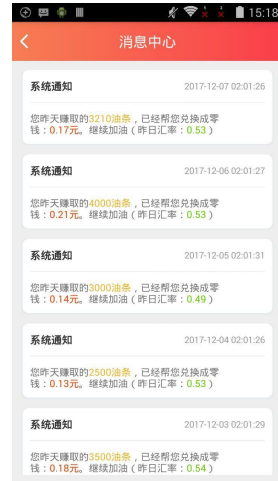 15:18
消息中心
系统通知 2017-12-07 02:01:26
您昨天赚取的3210油条，已经帮您兑换成零
钱：0.17元。继续加油（昨日汇率：0.53）
系统通知 2017-12-06 02:01:27
您昨天赚取的4000油条，已经帮您兑换成零
钱：0.21元。继续加油（昨日汇率：0.53）
系统通知 2017-12-05 02:01:31
您昨天赚取的3000油条，已经帮您兑换成零
钱：0.14元。继续加油（昨日汇率：0.49）
系统通知 2017-12-04 02:01:26
您昨天赚取的2500油条，已经帮您兑换成零
钱：0.13元。继续加油（昨日汇率：0.53）
系统通知 2017-12-03 02:01:29
您昨天赚取的3500油条，已经帮您兑换成零
钱：0.18元。继续加油（昨日汇率：0.54）